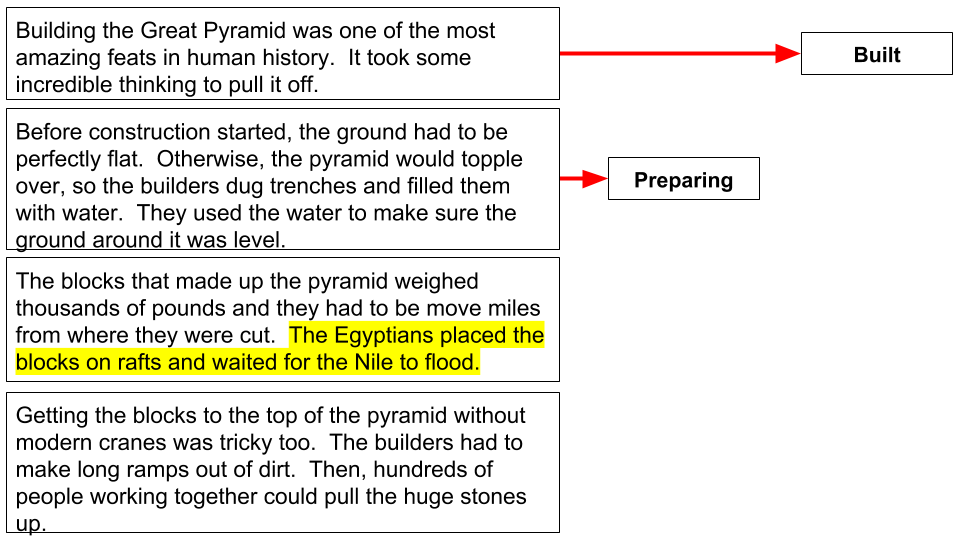 Building the Great Pyramid was one of the most
amazing feats in human history.  It took some
incredible thinking to pull it off.
Built
Before construction started, the ground had to be
perfectly flat.  Otherwise, the pyramid would topple
over, so the builders dug trenches and filled them
with water.  They used the water to make sure the
ground around it was level.
Preparing
The blocks that made up the pyramid weighed
thousands of pounds and they had to be move miles
from where they were cut.  The Egyptians placed the
blocks on rafts and waited for the Nile to flood.
Getting the blocks to the top of the pyramid without
modern cranes was tricky too.  The builders had to
make long ramps out of dirt.  Then, hundreds of
people working together could pull the huge stones
up.